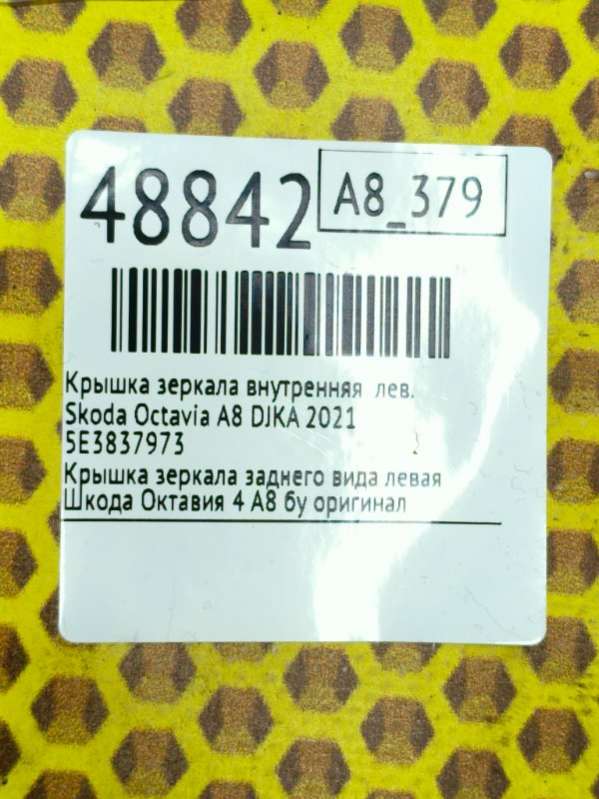 48842
A8_379
Крышка зеркала внутренняя лев.
Skoda Octavia A8 DJKA 2021
5E3837973
Крышка зеркала заднего вида левая
Шкода Октавия 4 А8 бу оригинал